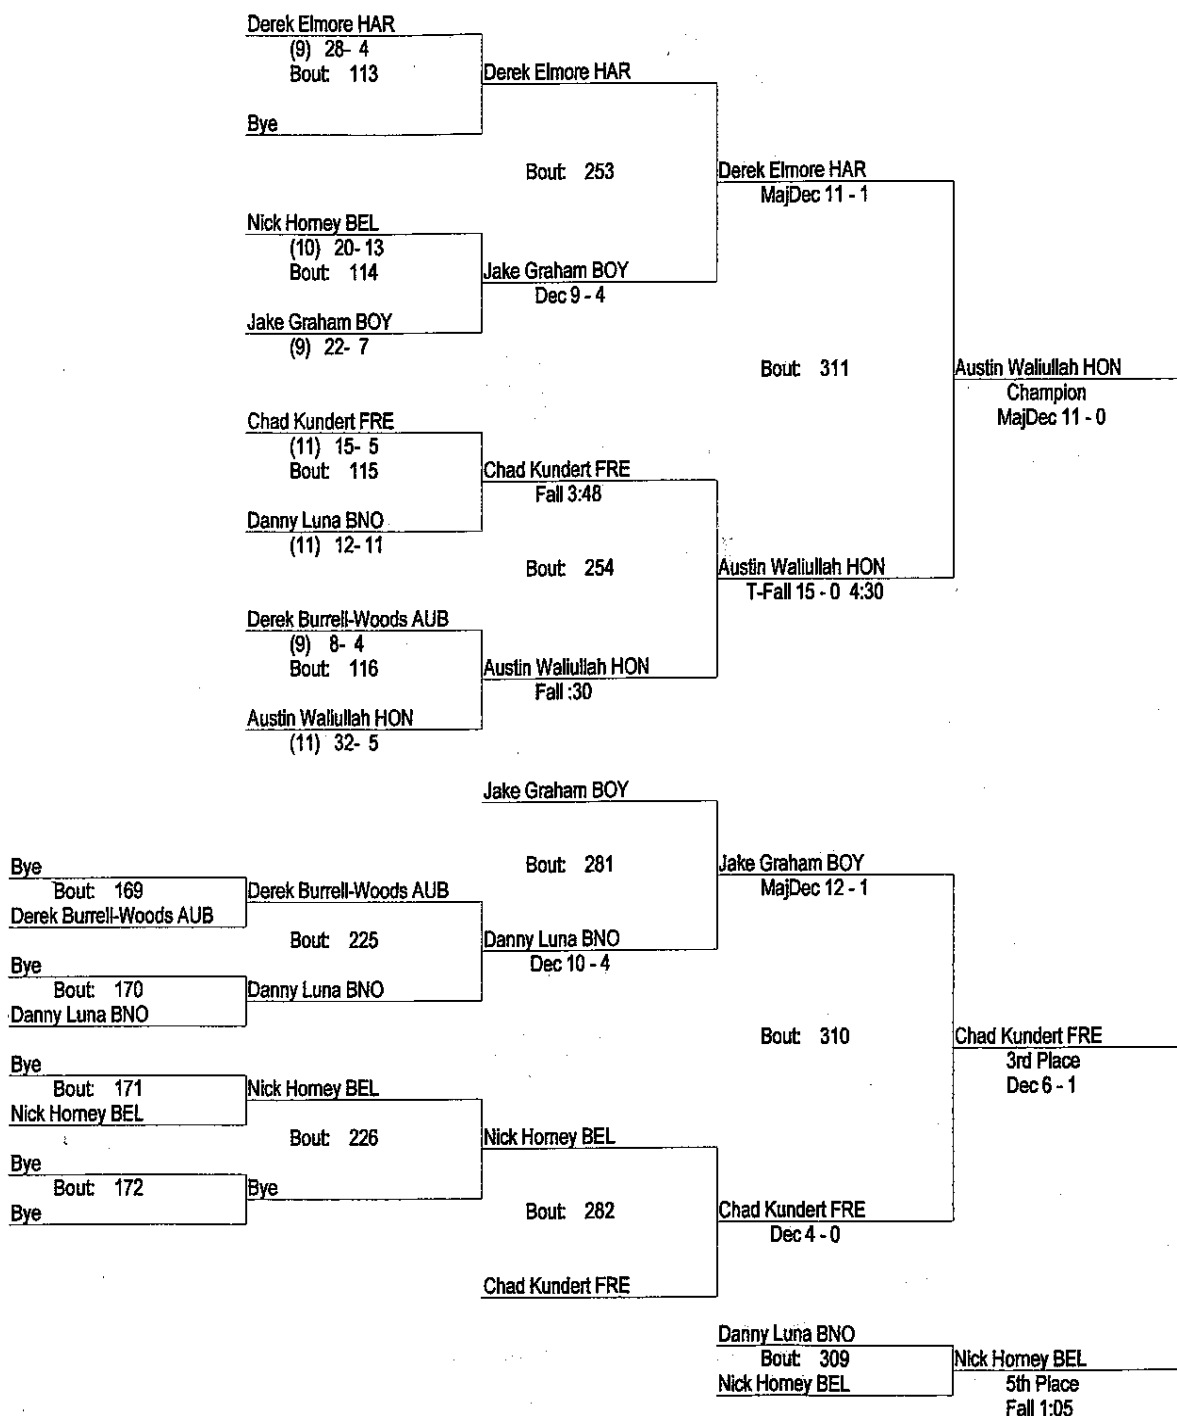 Derek Elmore HAR
(9) 28- 4
Bout: 113
Derek Elmore HAR
Bye
Bout: 253
Derek Elmore HAR
MajDec 11 - 1
Nick Horney BEL
(10) 20- 13
Bout: 114
Jake Graham BOY
Dec 9 - 4
Jake Graham BOY
(9) 22- 7
Bout: 311
Austin Waliullah HON
Champion
MajDec 11 - 0
Chad Kundert FRE
(11) 15- 5
Bout: 115
Chad Kundert FRE
Fall 3:48
Danny Luna BNO
(11) 12- 11
Bout: 254
Austin Waliullah HON
T-Fall 15 - 0 4:30
Derek Burrell-Woods AUB
(9) 8- 4
Bout: 116
Austin Waliullah HON
Fall :30
Austin Waliullah HON
(11) 32- 5
Jake Graham BOY
Bout: 281
Jake Graham BOY
MajDec 12 - 1
Bye
Bout: 169
Derek Burrell-Woods AUB
Derek Burrell-Woods AUB
Bout: 225
Danny Luna BNO
Dec 10 - 4
Bye
Bout: 170
Danny Luna BNO
Danny Luna BNO
Bout: 310
Chad Kundert FRE
3rd Place
Dec 6 - 1
Bye
Bout: 171
Nick Horney BEL
Nick Horney BEL
Bout: 226
Nick Horney BEL
Bye
Bout: 172
Bye
Bye
Bout: 282
Chad Kundert FRE
Dec 4 - 0
Chad Kundert FRE
Danny Luna BNO
Bout: 309
Nick Horney BEL
Nick Horney BEL
5th Place
Fall 1:05